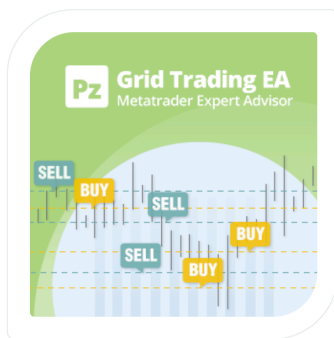 Pz
Grid Trading EA
Metatrader Expert Advisor
SELL
BUY
SELL
BUY
SELL
BUY